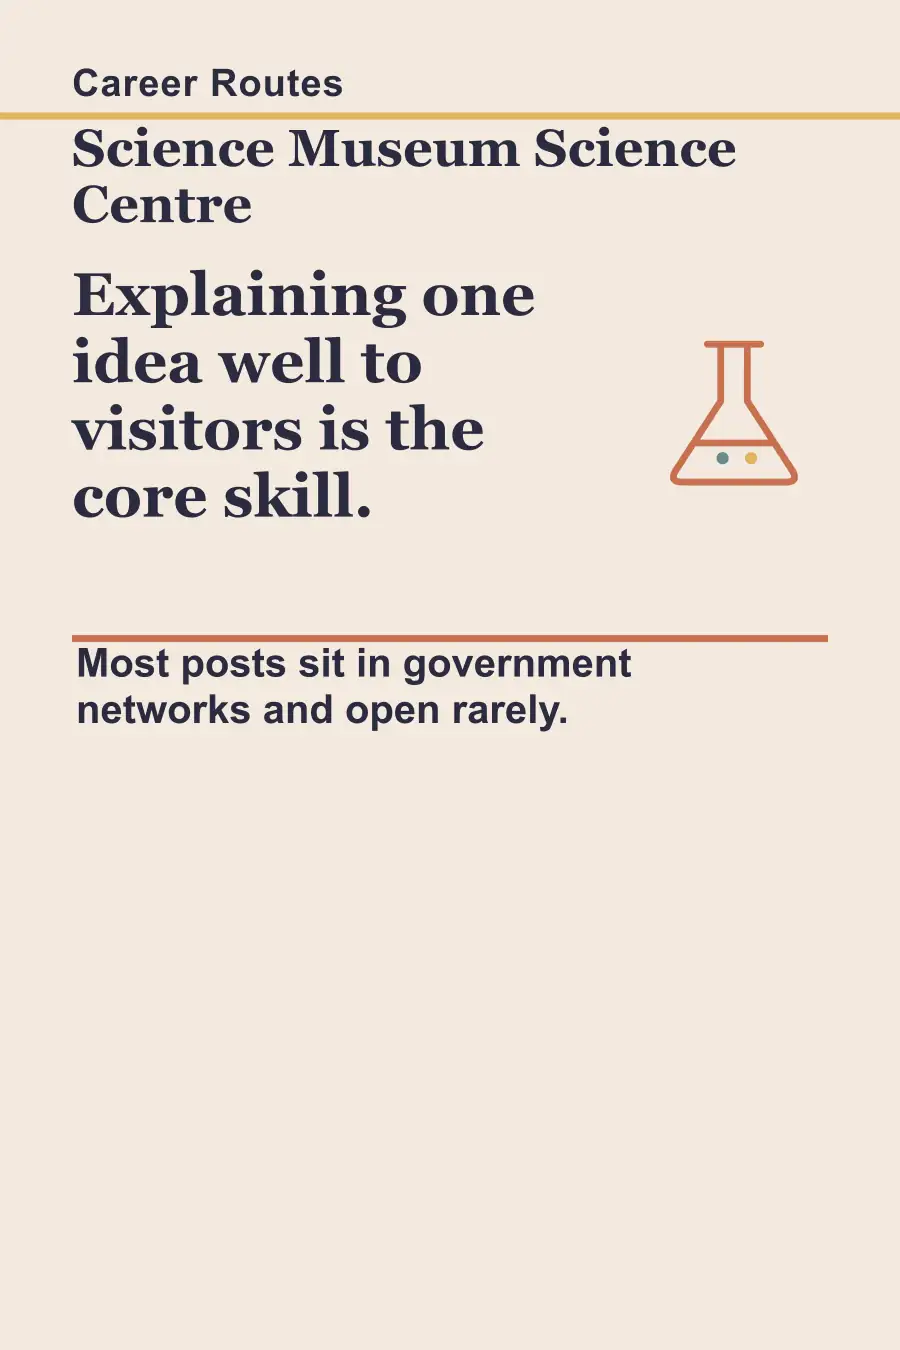 Career Routes
Science Museum Science
Centre
Explaining one
idea well to
visitors is the
core skill.
Most posts sit in government
networks and open rarely.